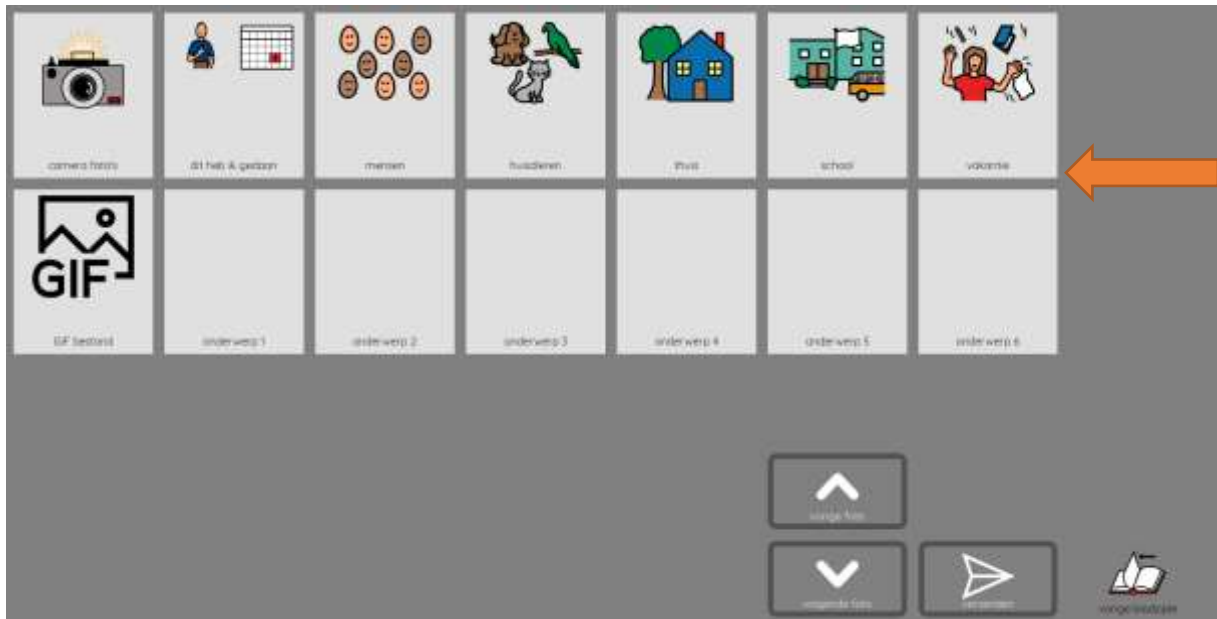 camera foto's
dit heb ik gedaan
mensen
huisdieren
thuis
school
vakantie
GIF
GIF bestand
onderwerp 1
onderwerp 2
onderwerp 3
onderwerp 4
onderwerp 5
onderwerp 6
vorige foto
volgende foto
verzenden
vorige bladzijde